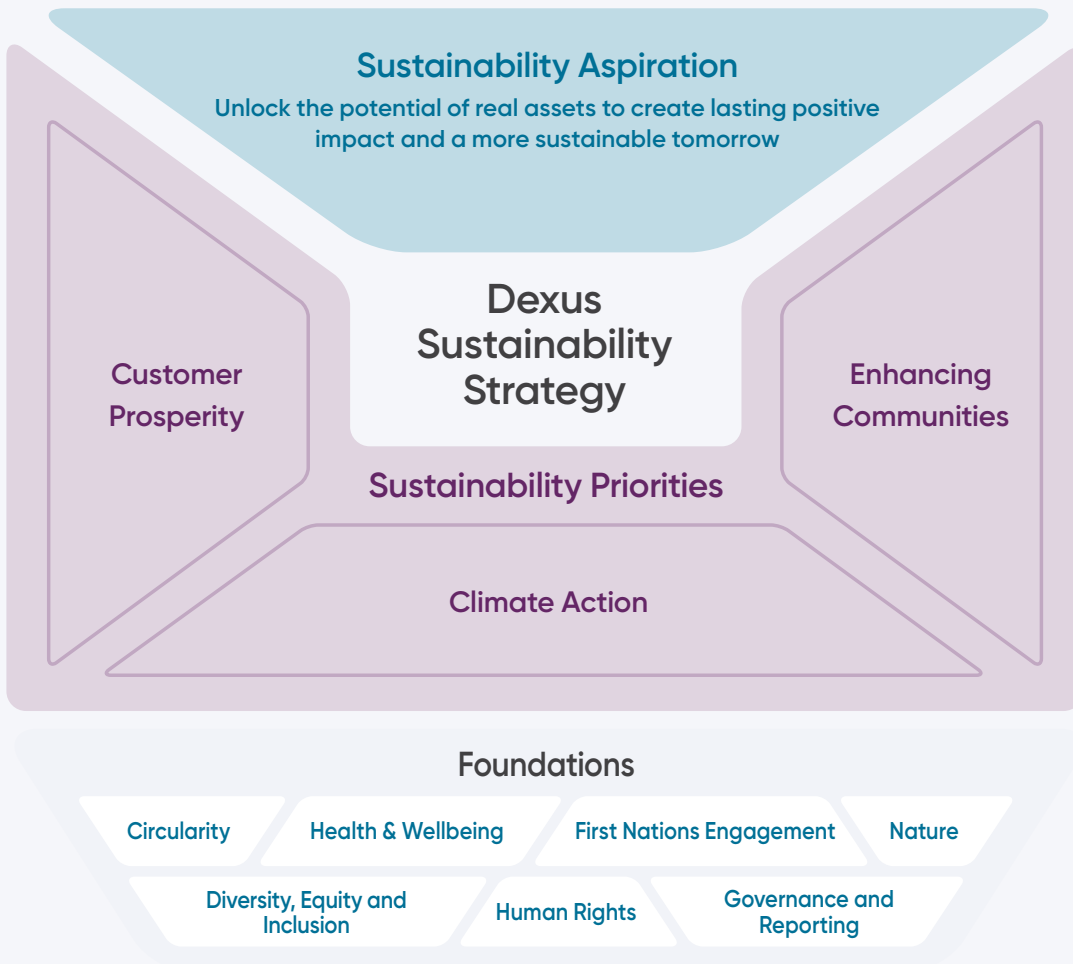 Sustainability Aspiration
Unlock the potential of real assets to create lasting positive
impact and a more sustainable tomorrow
Dexus
Sustainability
Strategy
Customer
Prosperity
Enhancing
Communities
Sustainability Priorities
Climate Action
Foundations
Circularity
Health & Wellbeing
First Nations Engagement
Nature
Diversity, Equity and
Inclusion
Human Rights
Governance and
Reporting